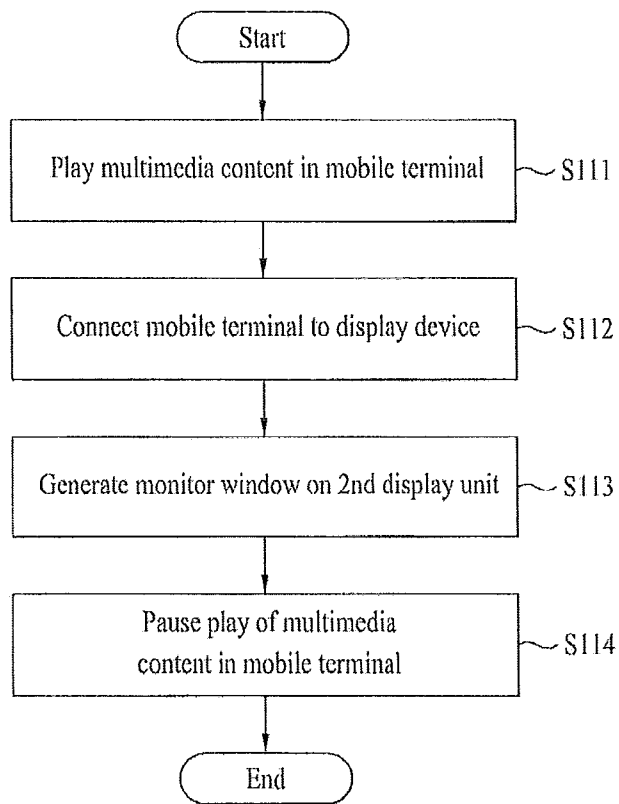 Start
Play multimedia content in mobile terminal
S111
Connect mobile terminal to display device
S112
Generate monitor window on 2nd display unit
S113
Pause play of multimedia
content in mobile terminal
S114
End